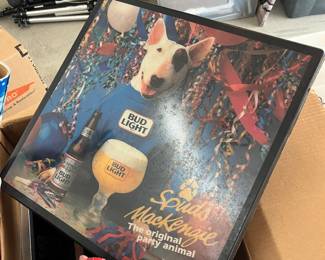 BUD
LIGHT
BUD
LIGHT
BUD
LIGHT
Spuds
MacKenzie
The original
party animal